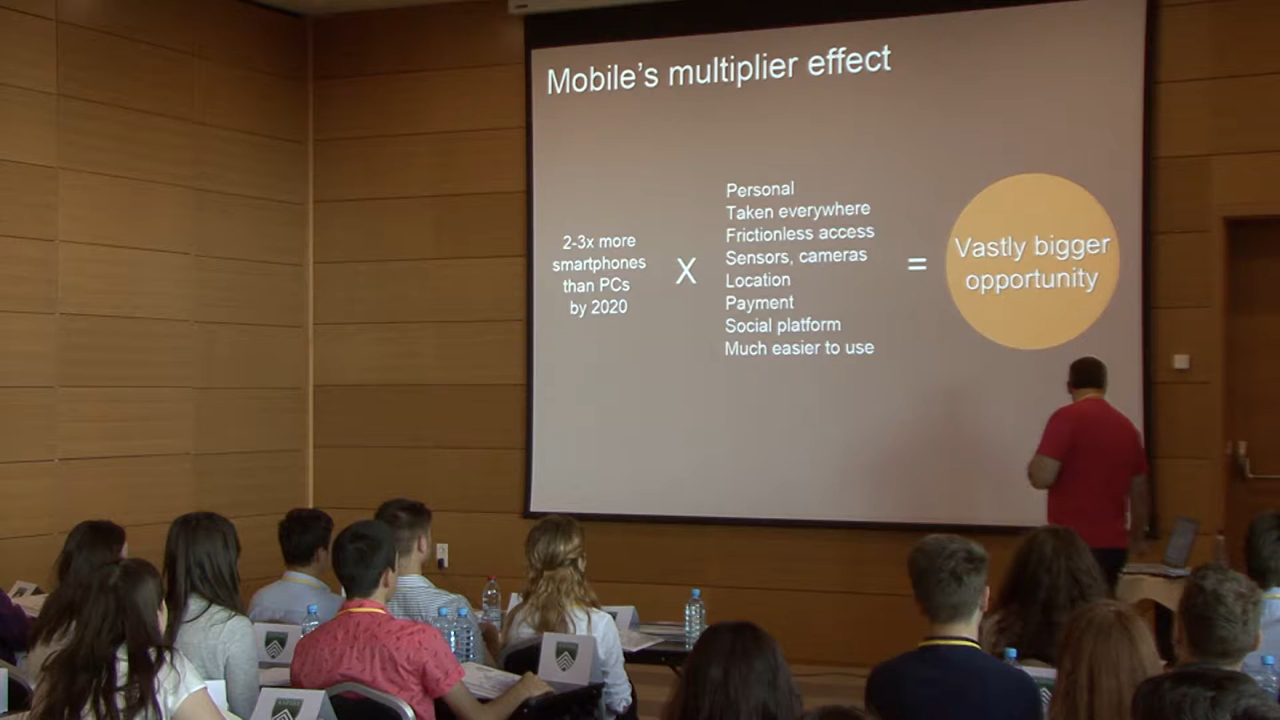 Mobile's multiplier effect
2-3x more
smartphones
than PCs
by 2020
X
Personal
Taken everywhere
Frictionless access
Sensors, cameras
Location
Payment
Social platform
Much easier to use
=
Vastly bigger
opportunity